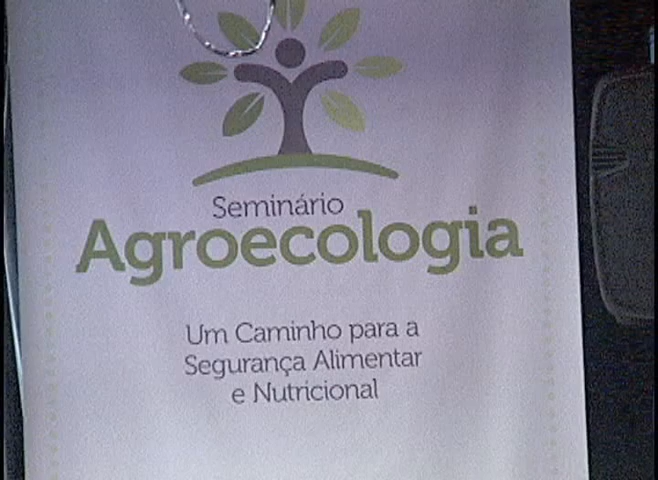 Seminário
Agroecologia
Um Caminho para a
Segurança Alimentar
e Nutricional